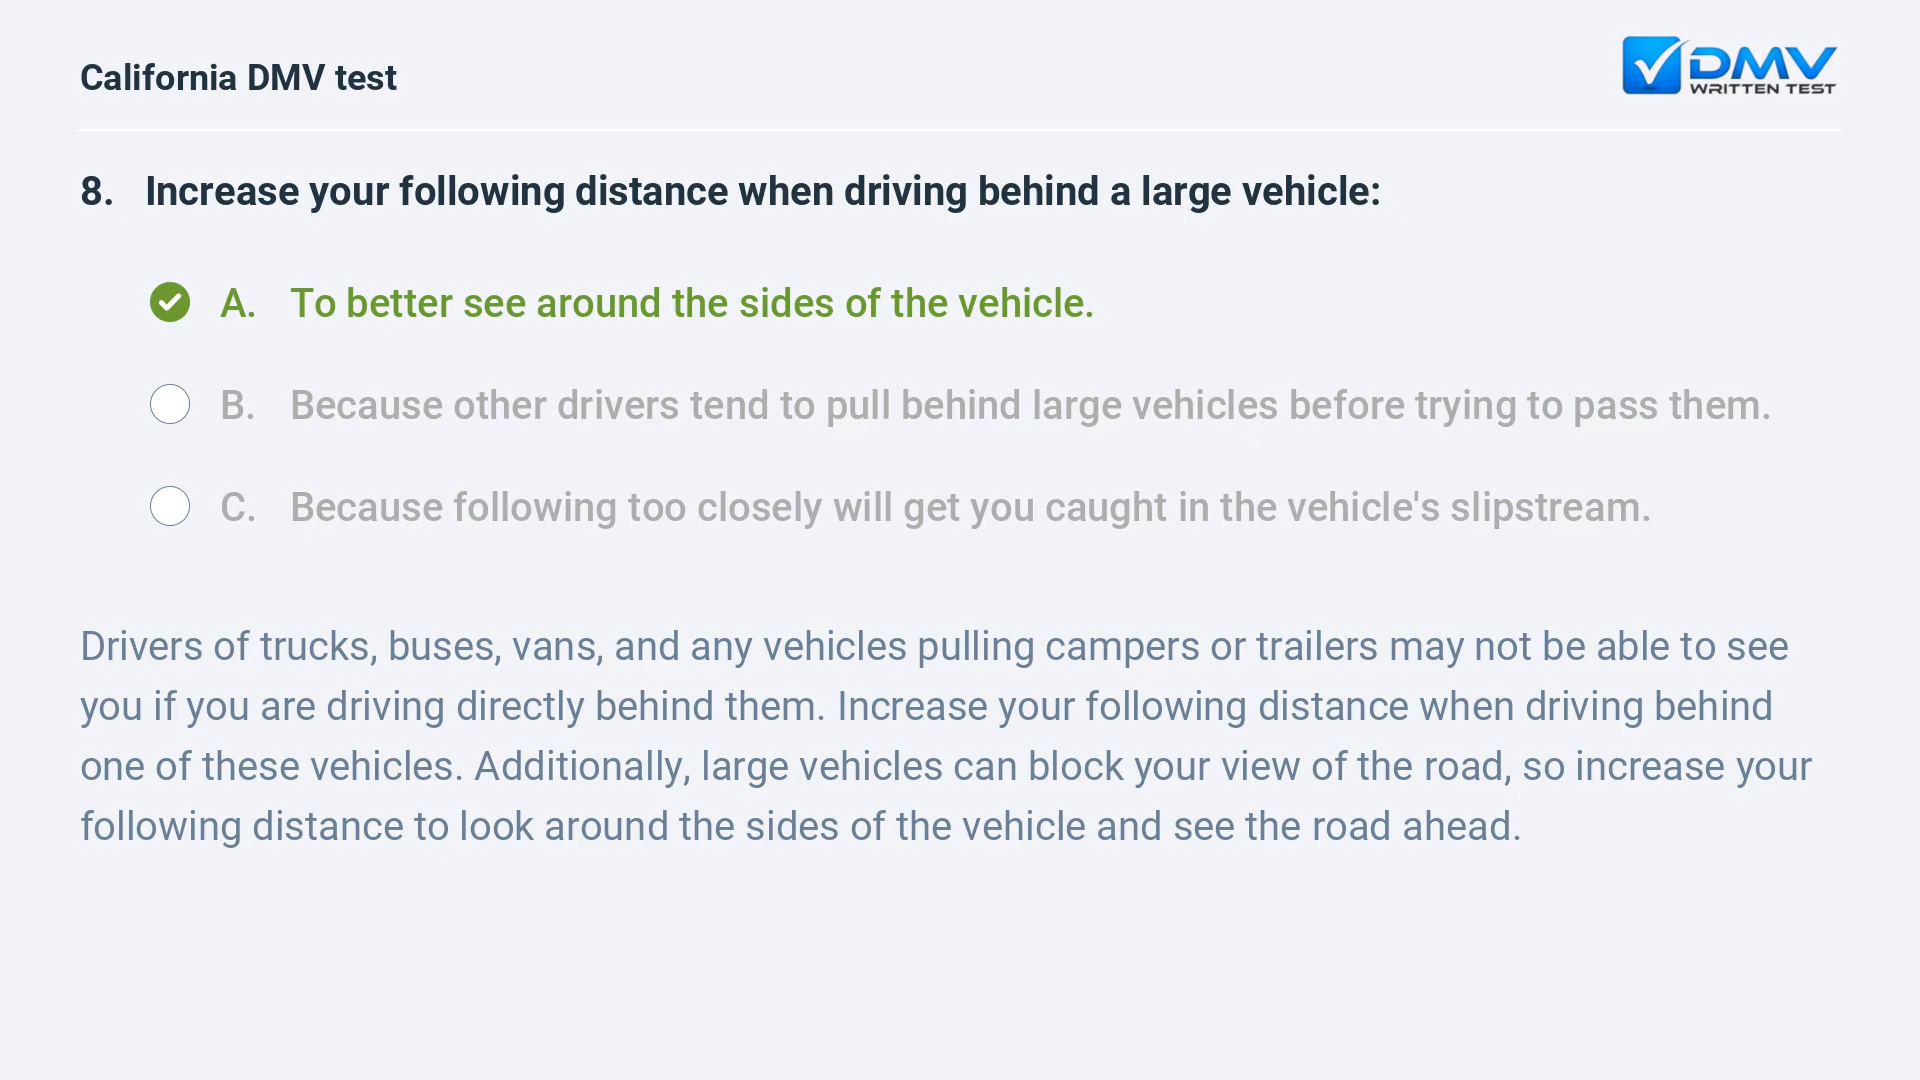 California DMV test
DMV
WRITTEN TEST
8. Increase your following distance when driving behind a large vehicle:
A. To better see around the sides of the vehicle.
B. Because other drivers tend to pull behind large vehicles before trying to pass them.
C. Because following too closely will get you caught in the vehicle's slipstream.
Drivers of trucks, buses, vans, and any vehicles pulling campers or trailers may not be able to see
you if you are driving directly behind them. Increase your following distance when driving behind
one of these vehicles. Additionally, large vehicles can block your view of the road, so increase your
following distance to look around the sides of the vehicle and see the road ahead.